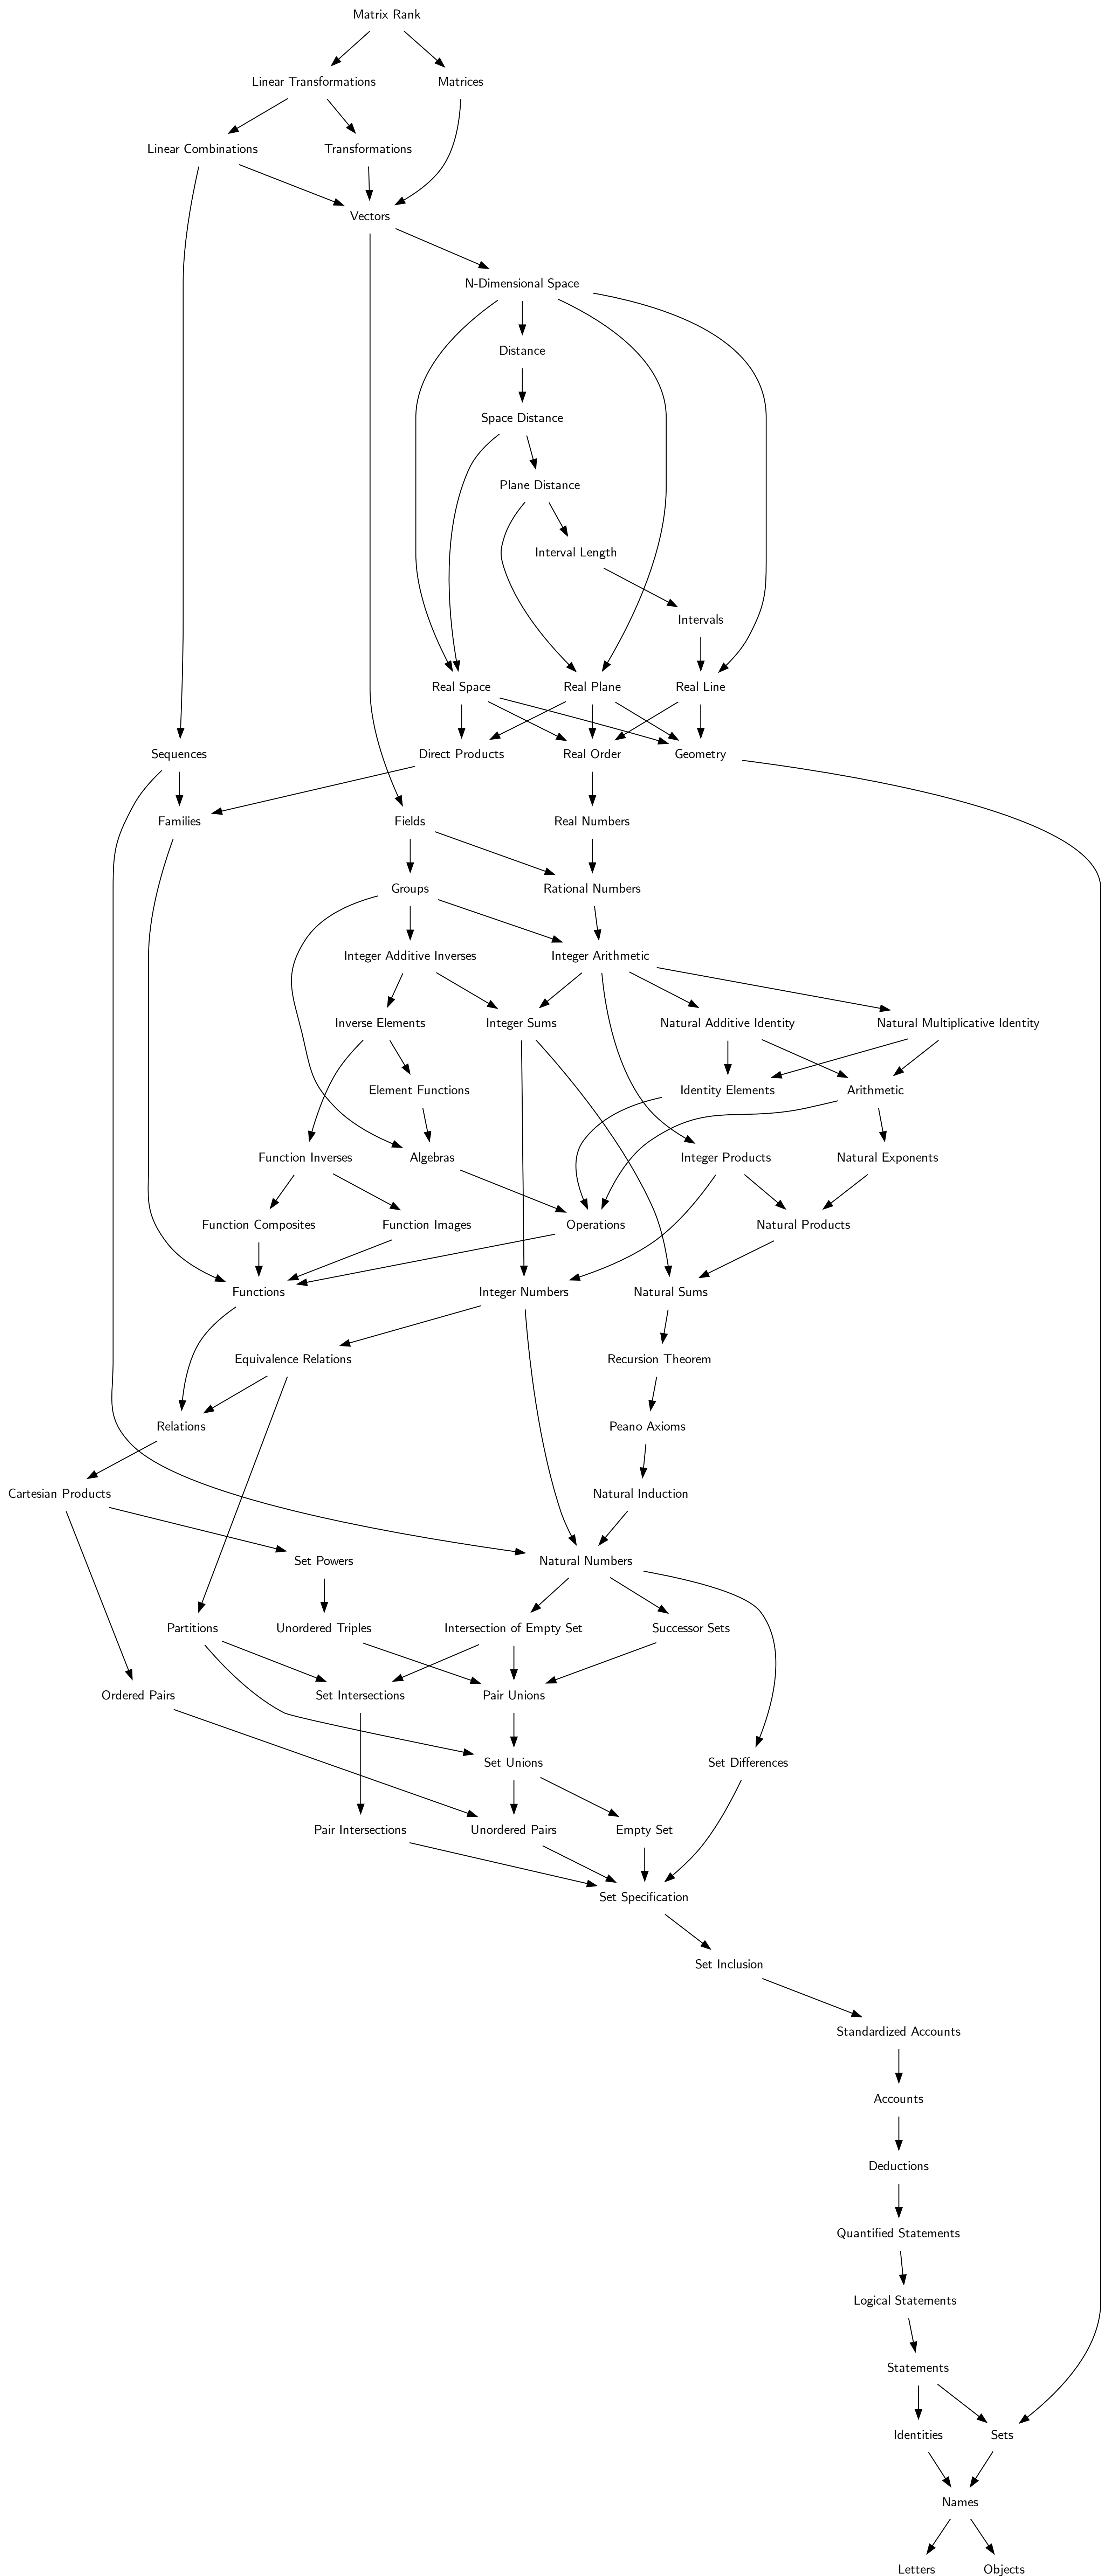 Matrix Rank
Linear Transformations
Matrices
Linear Combinations
Transformations
Vectors
N-Dimensional Space
Distance
Space Distance
Plane Distance
Interval Length
Intervals
Real Space
Real Plane
Real Line
Sequences
Direct Products
Real Order
Geometry
Families
Fields
Real Numbers
Groups
Rational Numbers
Integer Additive Inverses
Integer Arithmetic
Inverse Elements
Integer Sums
Natural Additive Identity
Natural Multiplicative Identity
Element Functions
Identity Elements
Arithmetic
Function Inverses
Algebras
Integer Products
Natural Exponents
Function Composites
Function Images
Operations
Natural Products
Functions
Integer Numbers
Natural Sums
Equivalence Relations
Recursion Theorem
Relations
Peano Axioms
Cartesian Products
Natural Induction
Set Powers
Natural Numbers
Partitions
Unordered Triples
Intersection of Empty Set
Successor Sets
Ordered Pairs
Set Intersections
Pair Unions
Set Unions
Set Differences
Pair Intersections
Unordered Pairs
Empty Set
Set Specification
Set Inclusion
Standardized Accounts
Accounts
Deductions
Quantified Statements
Logical Statements
Statements
Identities
Sets
Names
Letters
Objects